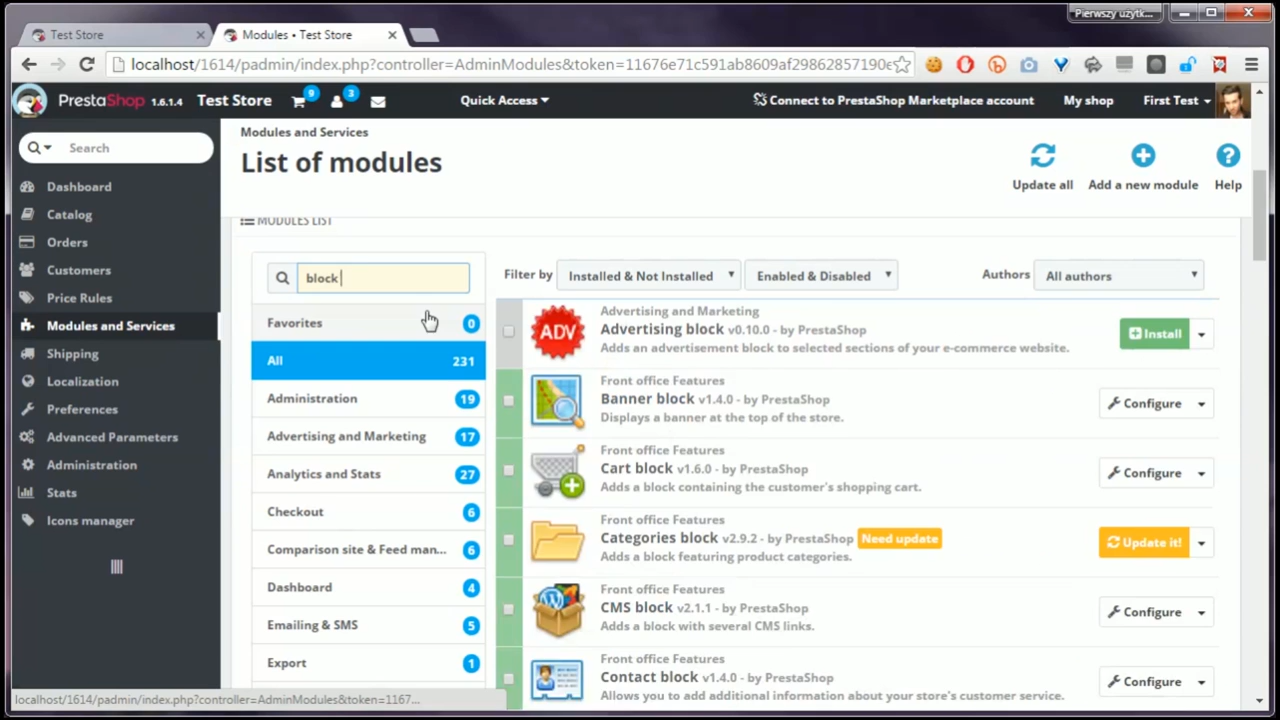 Pierwszy użytk...
Test Store
Modules • Test Store
localhost/1614/padmin/index.php?controller=AdminModules&token=11676e71c591ab8609af29862857190e
PrestaShop 1.6.1.4 Test Store 9 3 Quick Access Connect to PrestaShop Marketplace account My shop First Test
Search
Dashboard
Catalog
Orders
Customers
Price Rules
Modules and Services
Shipping
Localization
Preferences
Advanced Parameters
Administration
Stats
Icons manager
Modules and Services
List of modules
Update all
Add a new module
Help
MODULES LIST
block
Favorites 0
All 231
Administration 19
Advertising and Marketing 17
Analytics and Stats 27
Checkout 6
Comparison site & Feed man... 6
Dashboard 4
Emailing & SMS 5
Export 1
Filter by Installed & Not Installed Enabled & Disabled Authors All authors
ADV
Advertising and Marketing
Advertising block v0.10.0 - by PrestaShop
Adds an advertisement block to selected sections of your e-commerce website.
Install
Front office Features
Banner block v1.4.0 - by PrestaShop
Displays a banner at the top of the store.
Configure
Front office Features
Cart block v1.6.0 - by PrestaShop
Adds a block containing the customer's shopping cart.
Configure
Front office Features
Categories block v2.9.2 - by PrestaShop Need update
Adds a block featuring product categories.
Update it!
Front office Features
CMS block v2.1.1 - by PrestaShop
Adds a block with several CMS links.
Configure
Front office Features
Contact block v1.4.0 - by PrestaShop
Allows you to add additional information about your store's customer service.
Configure
localhost/1614/padmin/index.php?controller=AdminModules&token=1167...